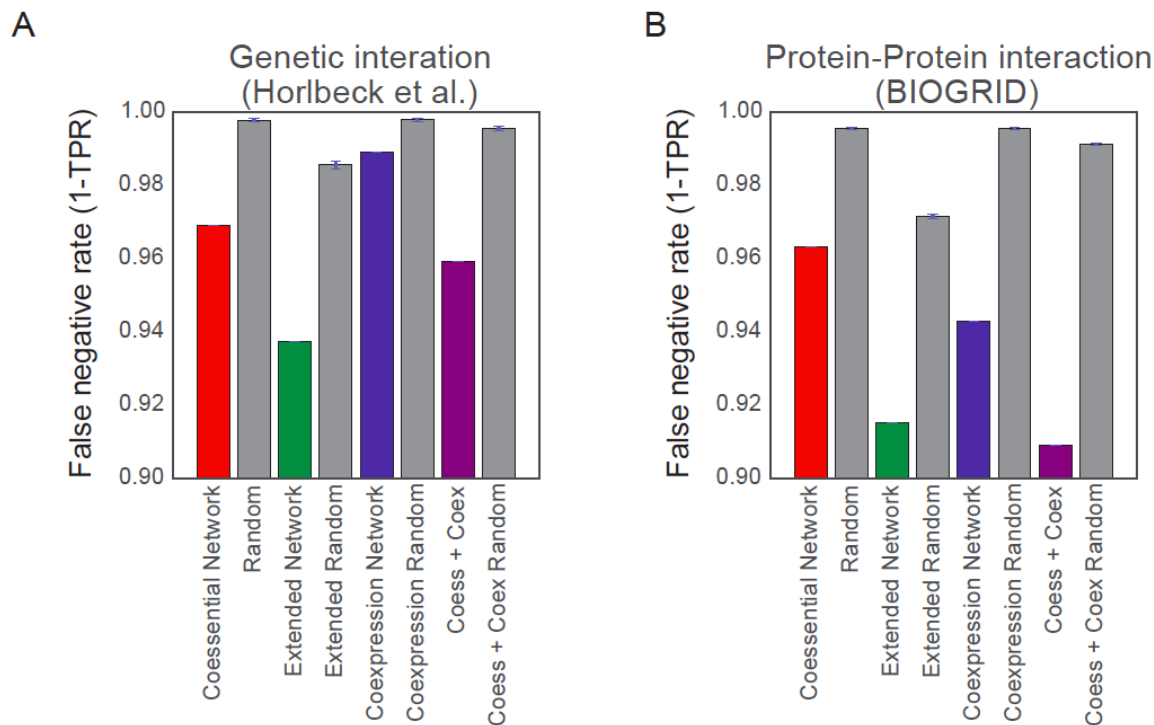 A
Genetic interation
(Horlbeck et al.)
False negative rate (1-TPR)
1.00
0.98
0.96
0.94
0.92
0.90
Coessential Network
Random
Extended Network
Extended Random
Coexpression Network
Coexpression Random
Coess + Coex
Coess + Coex Random
B
Protein-Protein interaction
(BIOGRID)
False negative rate (1-TPR)
1.00
0.98
0.96
0.94
0.92
0.90
Coessential Network
Random
Extended Network
Extended Random
Coexpression Network
Coexpression Random
Coess + Coex
Coess + Coex Random